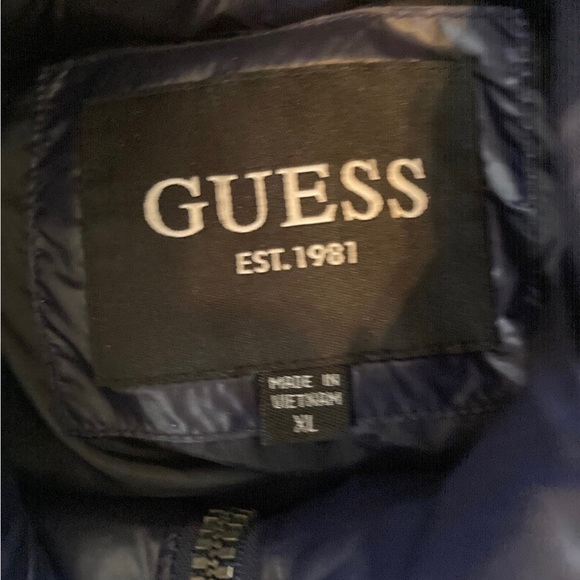 GUESS
EST.1981
MADE IN
VIETNAM
XL